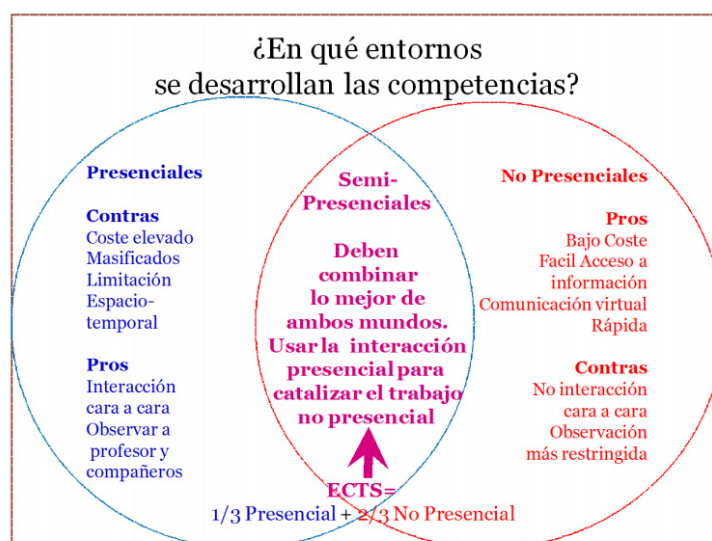 ¿En qué entornos
se desarrollan las competencias?
Presenciales
Contras
Coste elevado
Masificados
Limitación
Espacio-
temporal
Pros
Interacción
cara a cara
Observar a
profesor y
compañeros
Semi-
Presenciales
Deben
combinar
lo mejor de
ambos mundos.
Usar la interacción
presencial para
catalizar el trabajo
no presencial
No Presenciales
Pros
Bajo Coste
Facil Acceso a
información
Comunicación virtual
Rápida
Contras
No interacción
cara a cara
Observación
más restringida
ECTS=
1/3 Presencial + 2/3 No Presencial